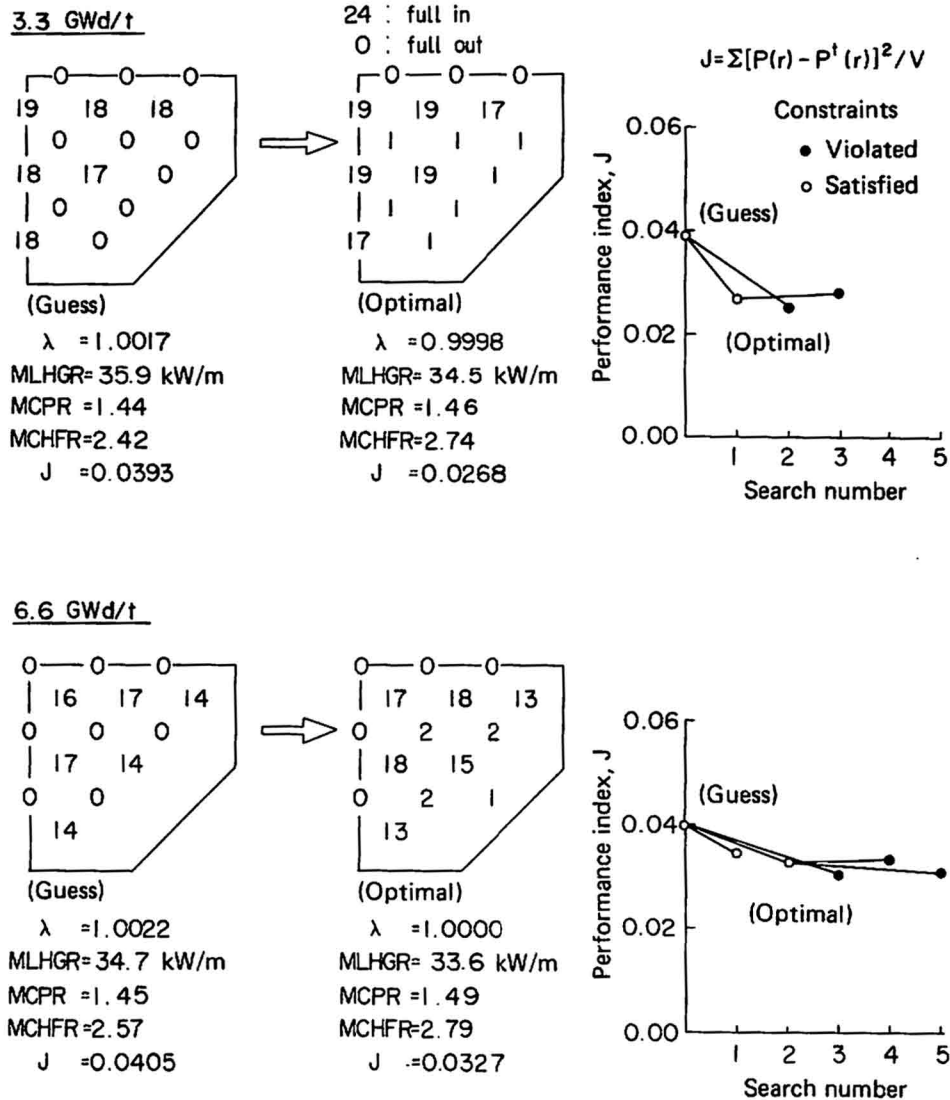 3.3 GWd/t
24 : full in
0 : full out
0 0 0
19 18 18
0 0 0
18 17 0
0 0
18 0
(Guess)
λ =1.0017
MLHGR=35.9 kW/m
MCPR =1.44
MCHFR=2.42
J =0.0393
0 0 0
19 19 17
1 1 1
19 19 1
1 1
17 1
(Optimal)
λ =0.9998
MLHGR=34.5 kW/m
MCPR =1.46
MCHFR=2.74
J =0.0268
J=Σ[P(r)-Pᵗ(r)]²/V
Constraints
● Violated
○ Satisfied
Performance index, J
0.06
0.04
0.02
0.00
(Guess)
(Optimal)
1 2 3 4 5
Search number
6.6 GWd/t
0 0 0
16 17 14
0 0 0
17 14
0 0
14
(Guess)
λ =1.0022
MLHGR=34.7 kW/m
MCPR =1.45
MCHFR=2.57
J =0.0405
0 0 0
17 18 13
0 2 2
18 15
0 2 1
13
(Optimal)
λ =1.0000
MLHGR=33.6 kW/m
MCPR =1.49
MCHFR=2.79
J =0.0327
Performance index, J
0.06
0.04
0.02
0.00
(Guess)
(Optimal)
1 2 3 4 5
Search number